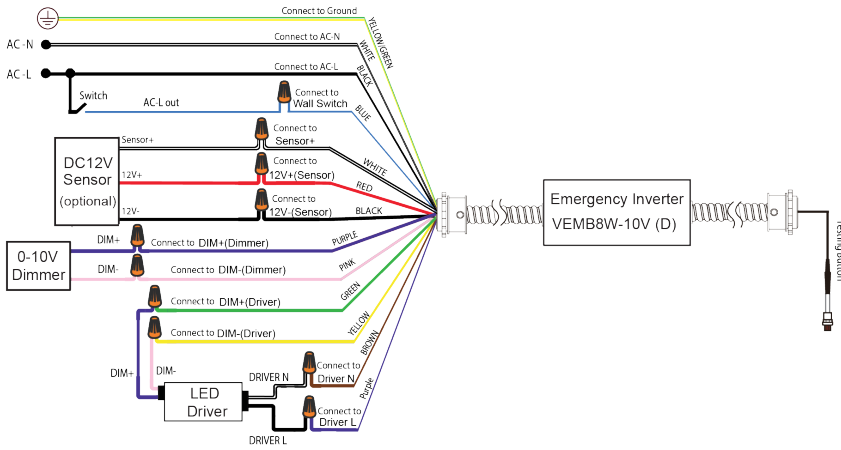 Connect to Ground
YELLOW/GREEN
AC-N
Connect to AC-N
WHITE
AC-L
Connect to AC-L
BLACK
Switch
AC-L out
Connect to
Wall Switch
BLUE
DC12V
Sensor
(optional)
Sensor+
Connect to
Sensor+
WHITE
12V+
Connect to
12V+(Sensor)
RED
12V-
Connect to
12V-(Sensor)
BLACK
Emergency Inverter
VEMB8W-10V (D)
Testing button
0-10V
Dimmer
DIM+
Connect to DIM+(Dimmer)
PURPLE
DIM-
Connect to DIM-(Dimmer)
PINK
Connect to DIM+(Driver)
GREEN
Connect to DIM-(Driver)
YELLOW
DIM+
DIM-
LED
Driver
DRIVER N
Connect to
Driver N
BROWN
DRIVER L
Connect to
Driver L
Purple